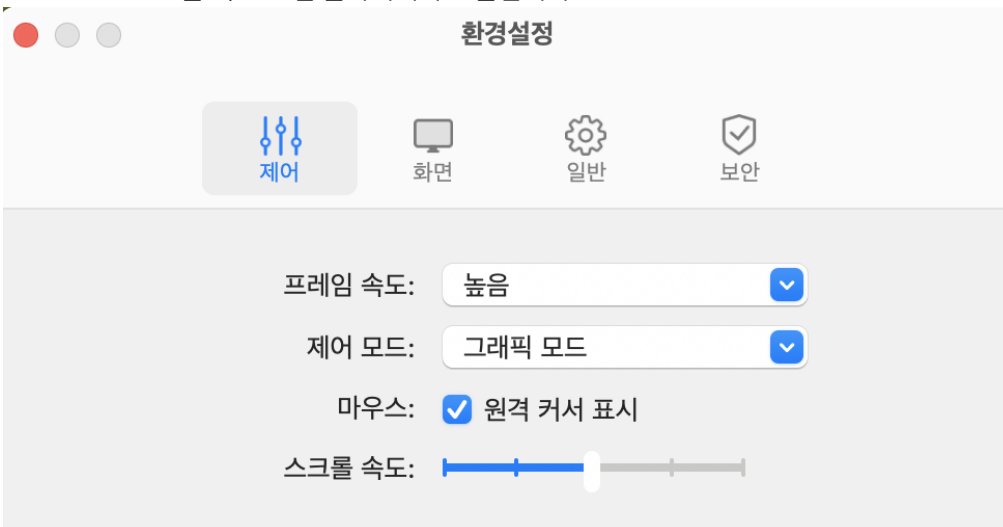 환경설정
제어 화면 일반 보안
프레임 속도: 높음
제어 모드: 그래픽 모드
마우스: 원격 커서 표시
스크롤 속도: